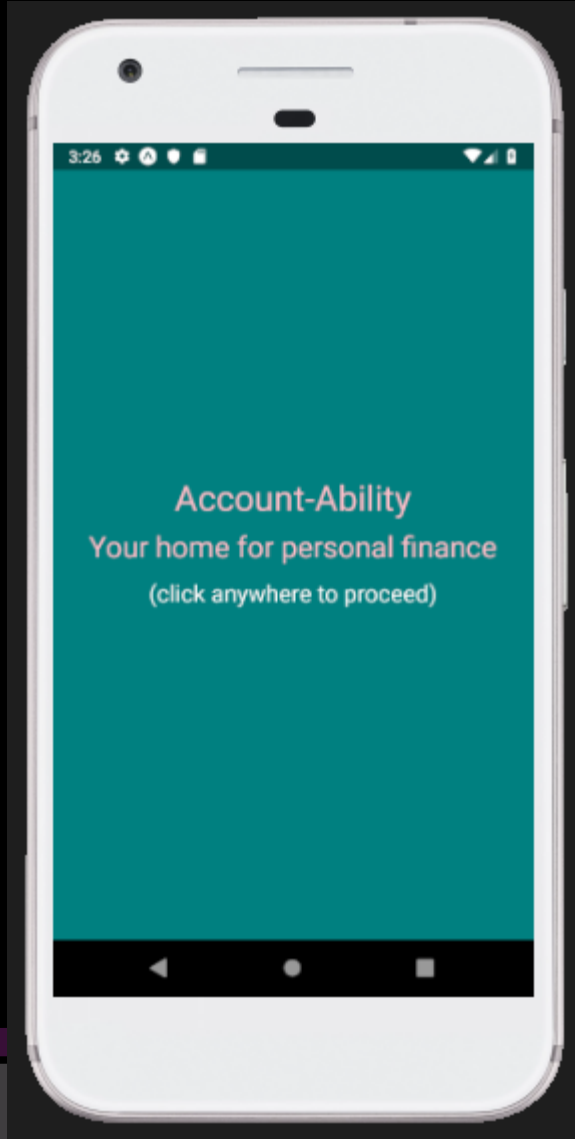 3:26
Account-Ability
Your home for personal finance
(click anywhere to proceed)